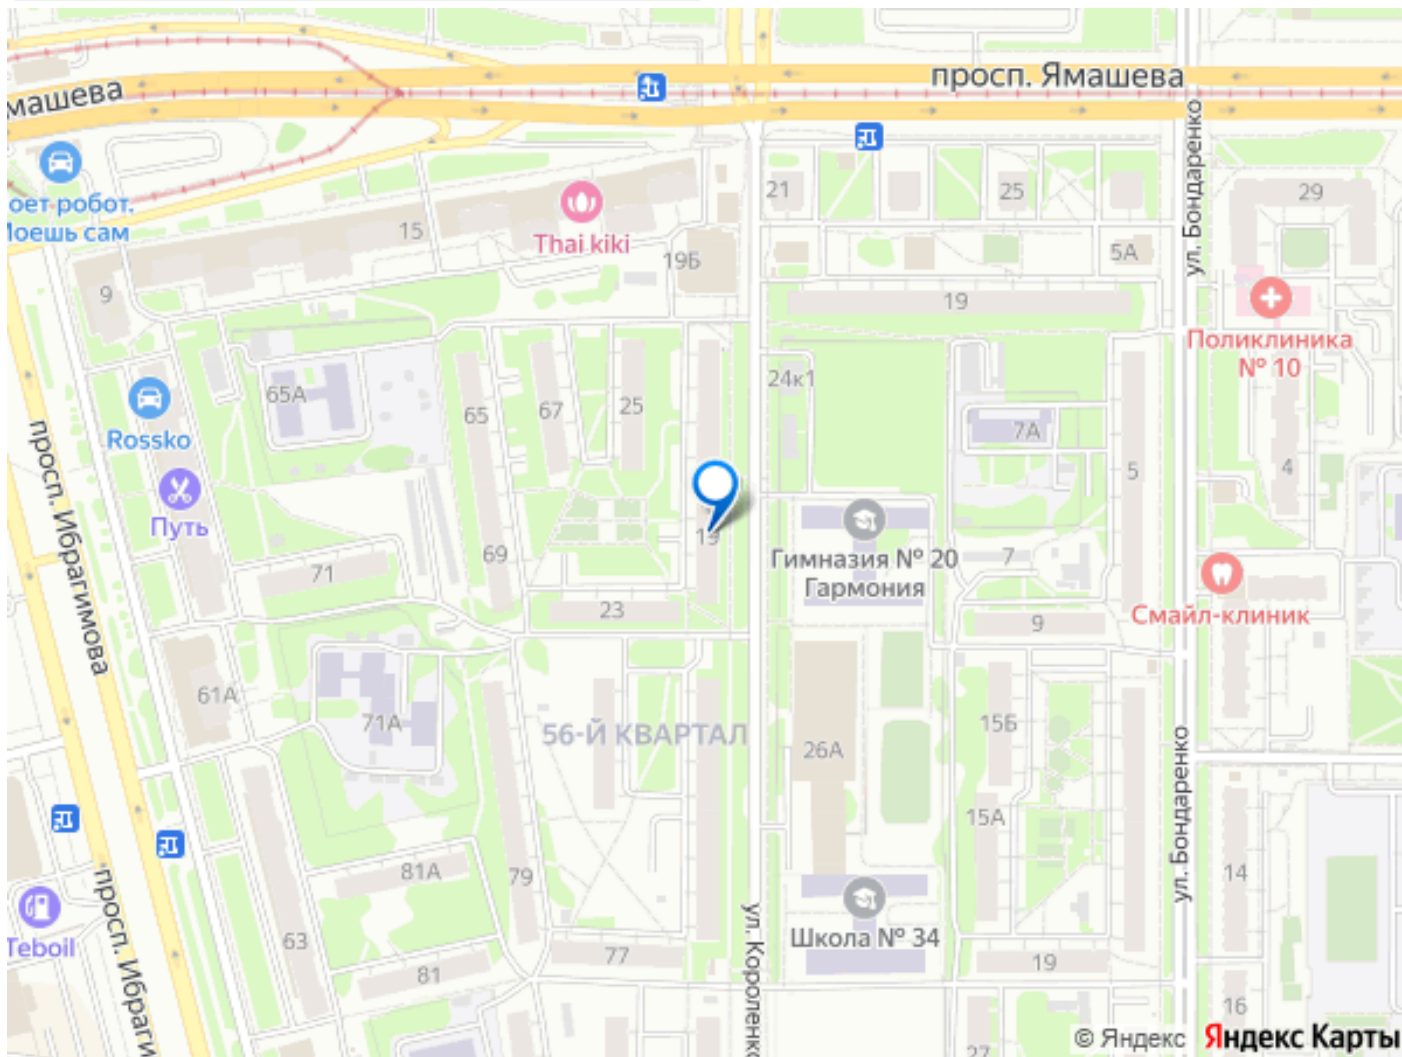 просп. Ямашева
машева
ул. Бондаренко
21
25
29
оет робот.
Моешь сам
15
Thai kiki
19Б
5А
9
19
Поликлиника
№ 10
24к1
65А
65
67
25
7А
Rossko
5
4
просп. Ибрагимова
Путь
19
Гимназия № 20
Гармония
69
7
71
23
9
Смайл-клиник
61А
71А
56-Й КВАРТАЛ
26А
15Б
ул. Бондаренко
15А
81А
79
14
просп. Ибраги
Teboil
63
ул. Короленко
Школа № 34
77
81
19
16
27
© Яндекс Яндекс Карты